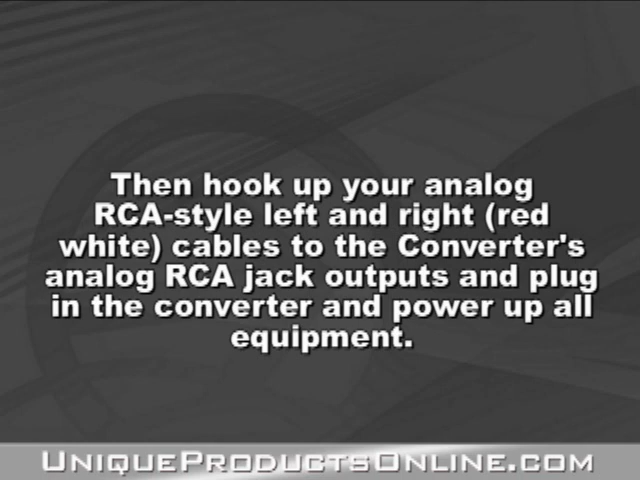 Then hook up your analog
RCA-style left and right (red
white) cables to the Converter's
analog RCA jack outputs and plug
in the converter and power up all
equipment.
UniqueProductsOnline.com